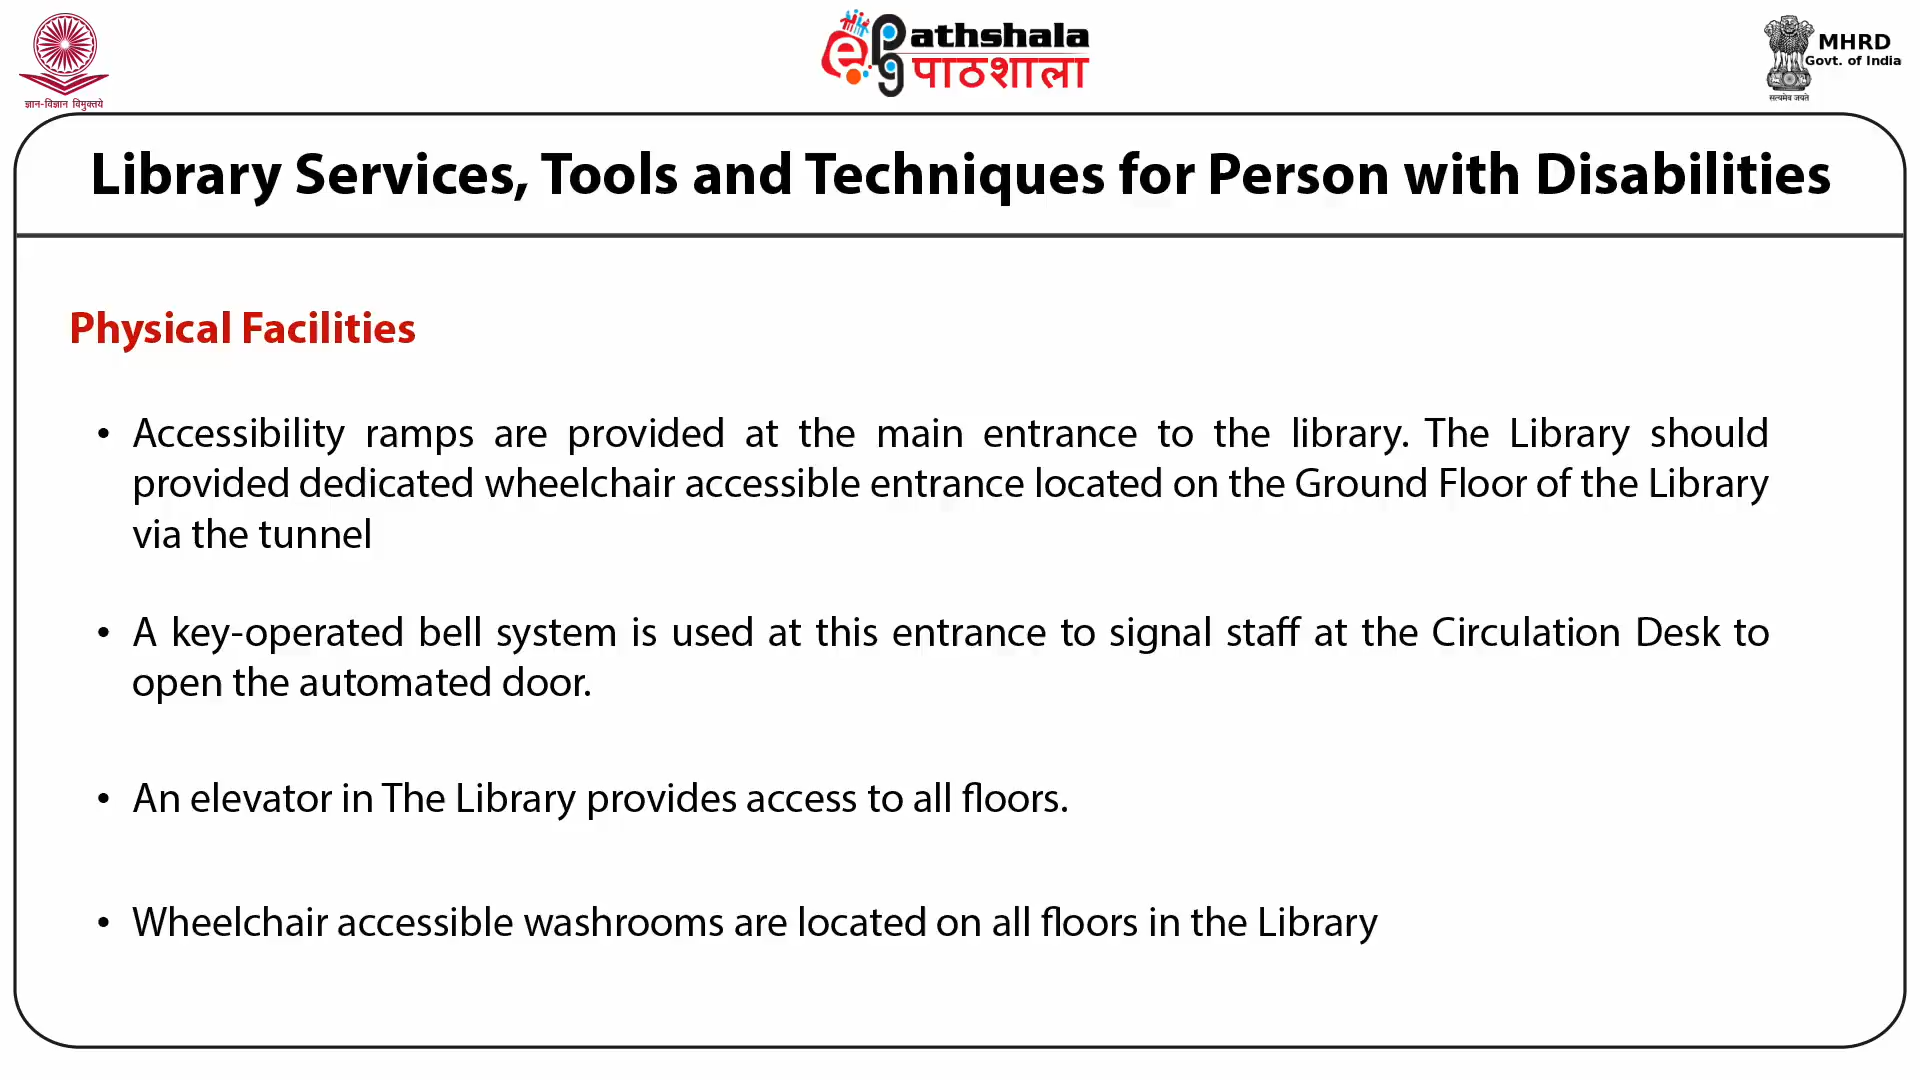 ज्ञान-विज्ञान विमुक्तये
e PG Pathshala
पाठशाला
MHRD
Govt. of India
सत्यमेव जयते
Library Services, Tools and Techniques for Person with Disabilities
Physical Facilities
• Accessibility ramps are provided at the main entrance to the library. The Library should
provided dedicated wheelchair accessible entrance located on the Ground Floor of the Library
via the tunnel
• A key-operated bell system is used at this entrance to signal staff at the Circulation Desk to
open the automated door.
• An elevator in The Library provides access to all floors.
• Wheelchair accessible washrooms are located on all floors in the Library